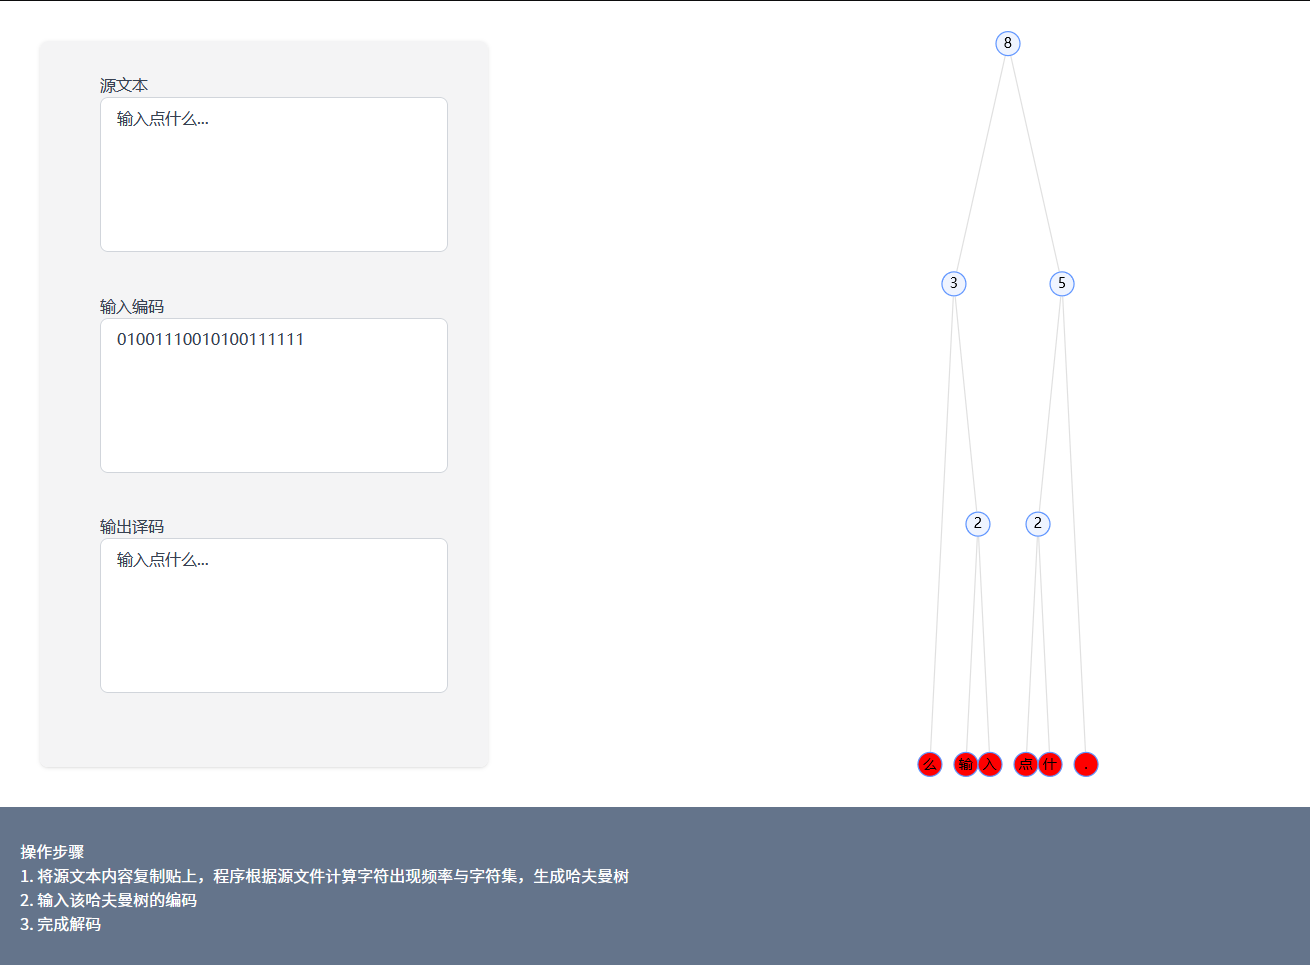 源文本
输入点什么...
输入编码
01001110010100111111
输出译码
输入点什么...
8
3
5
2
2
么
输
入
点
什
.
操作步骤
1. 将源文本内容复制贴上，程序根据源文件计算字符出现频率与字符集，生成哈夫曼树
2. 输入该哈夫曼树的编码
3. 完成解码